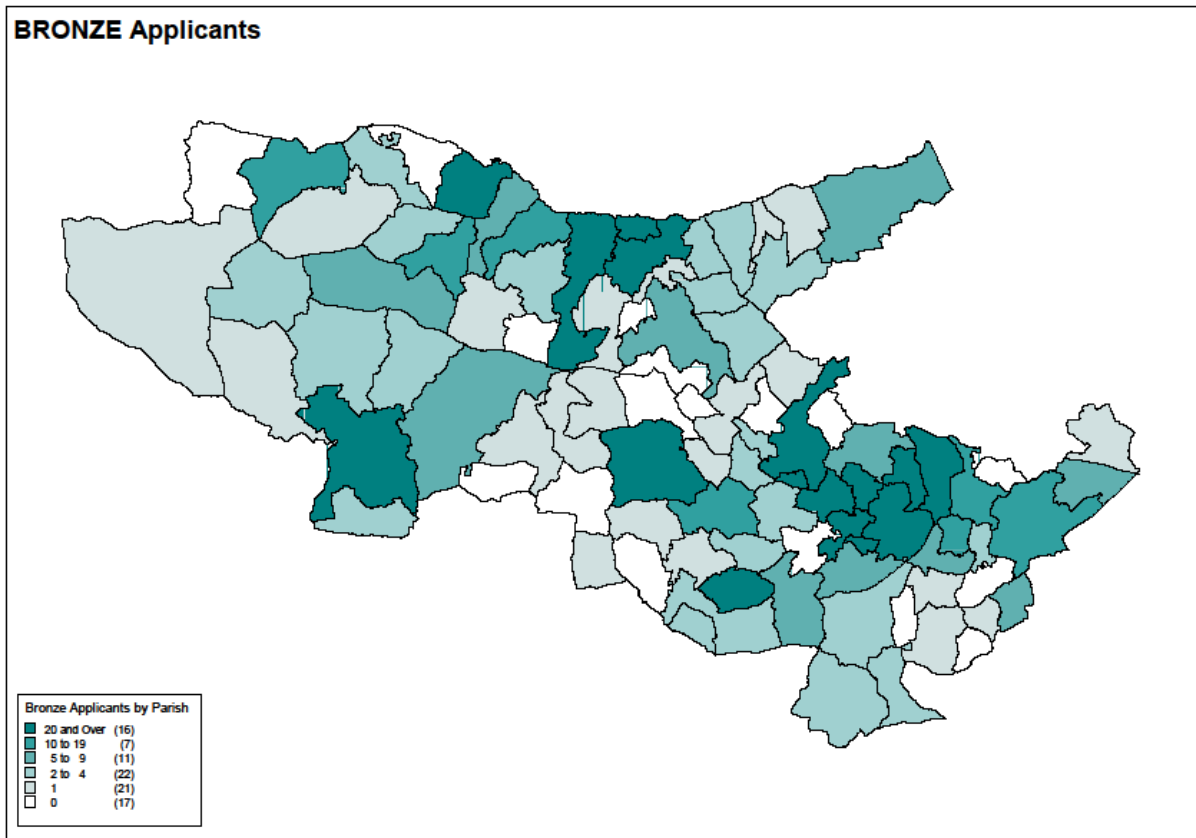 BRONZE Applicants
Bronze Applicants by Parish
20 and Over (16)
10 to 19 (7)
5 to 9 (11)
2 to 4 (22)
1 (21)
0 (17)